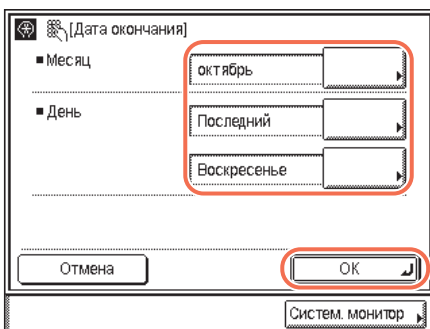 [Дата окончания]
Месяц
октябрь
День
Последний
Воскресенье
Отмена
OK
Систем. монитор